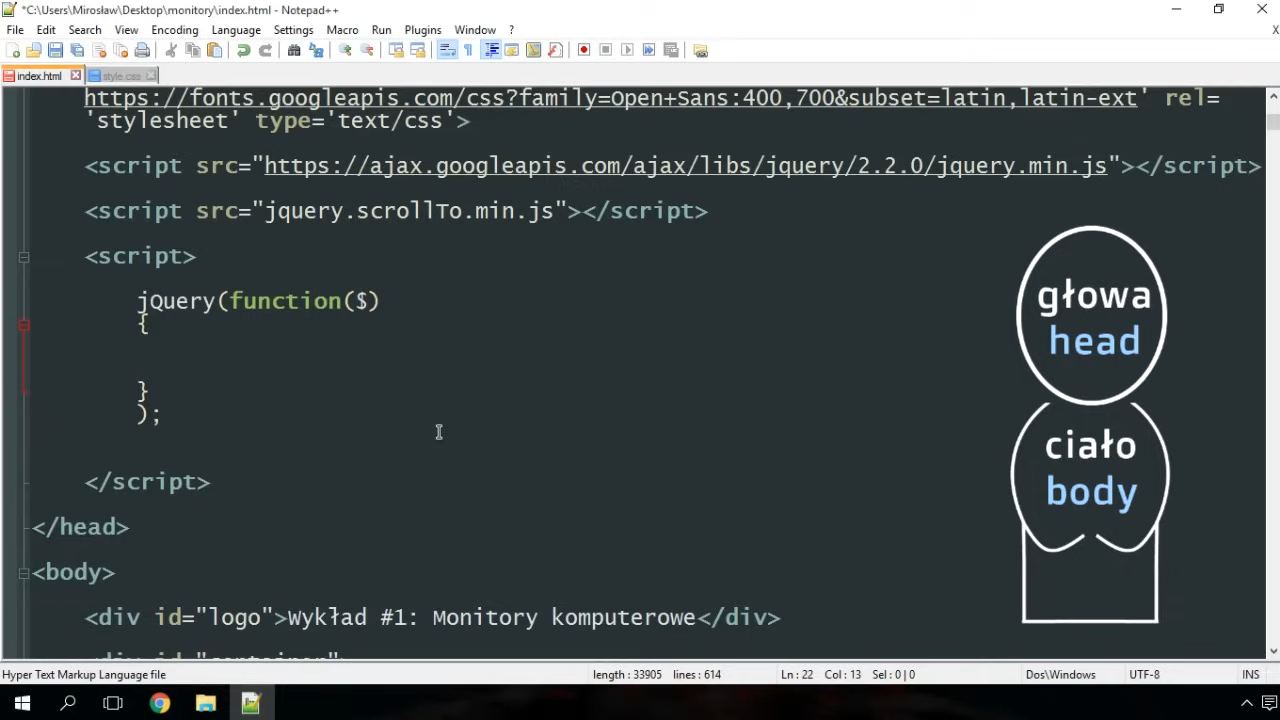 *C:\Users\Mirosław\Desktop\monitory\index.html - Notepad++
File Edit Search View Encoding Language Settings Macro Run Plugins Window ? X
index.html style.css
https://fonts.googleapis.com/css?family=Open+Sans:400,700&subset=latin,latin-ext' rel=
'stylesheet' type='text/css'>
<script src="https://ajax.googleapis.com/ajax/libs/jquery/2.2.0/jquery.min.js"></script>
<script src="jquery.scrollTo.min.js"></script>
<script>
jQuery(function($)
{
}
);
</script>
</head>
<body>
<div id="logo">Wykład #1: Monitory komputerowe</div>
<div id="container">
głowa
head
ciało
body
Hyper Text Markup Language file length : 33905 lines : 614 Ln : 22 Col : 13 Sel : 0 | 0 Dos\Windows UTF-8 INS